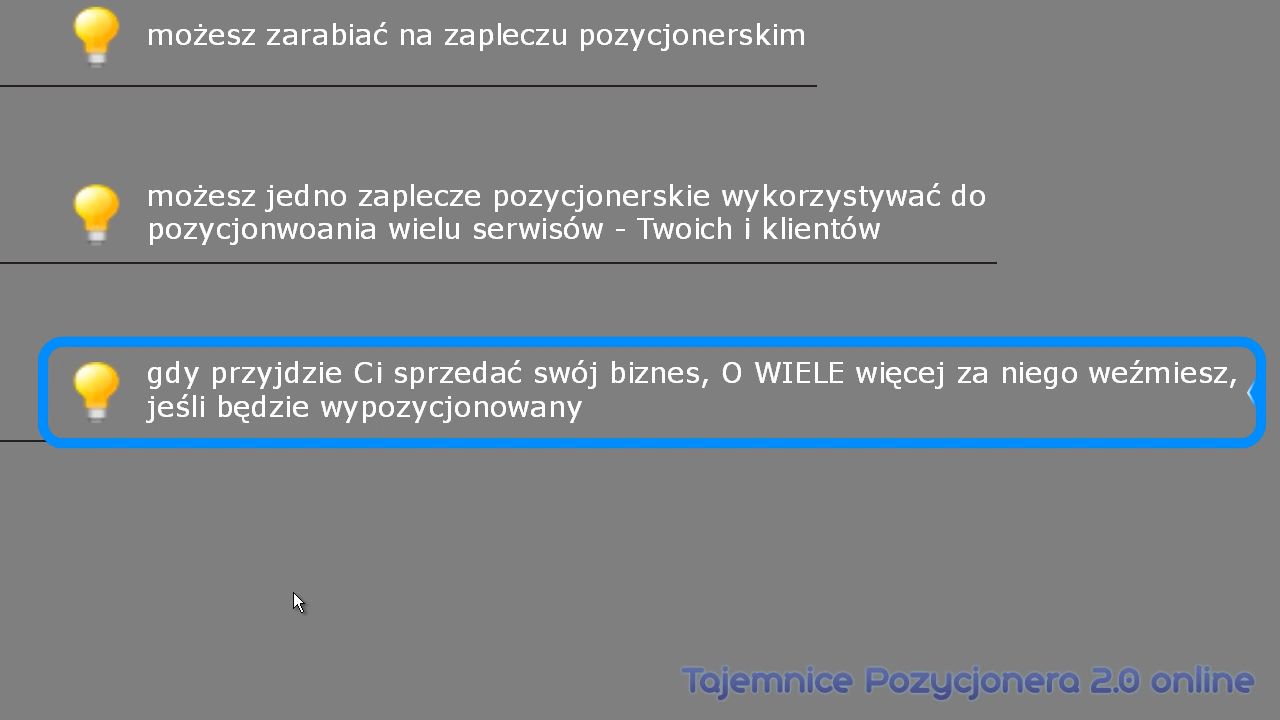 możesz zarabiać na zapleczu pozycjonerskim
możesz jedno zaplecze pozycjonerskie wykorzystywać do
pozycjonwoania wielu serwisów - Twoich i klientów
gdy przyjdzie Ci sprzedać swój biznes, O WIELE więcej za niego weźmiesz,
jeśli będzie wypozycjonowany
Tajemnice Pozycjonera 2.0 online